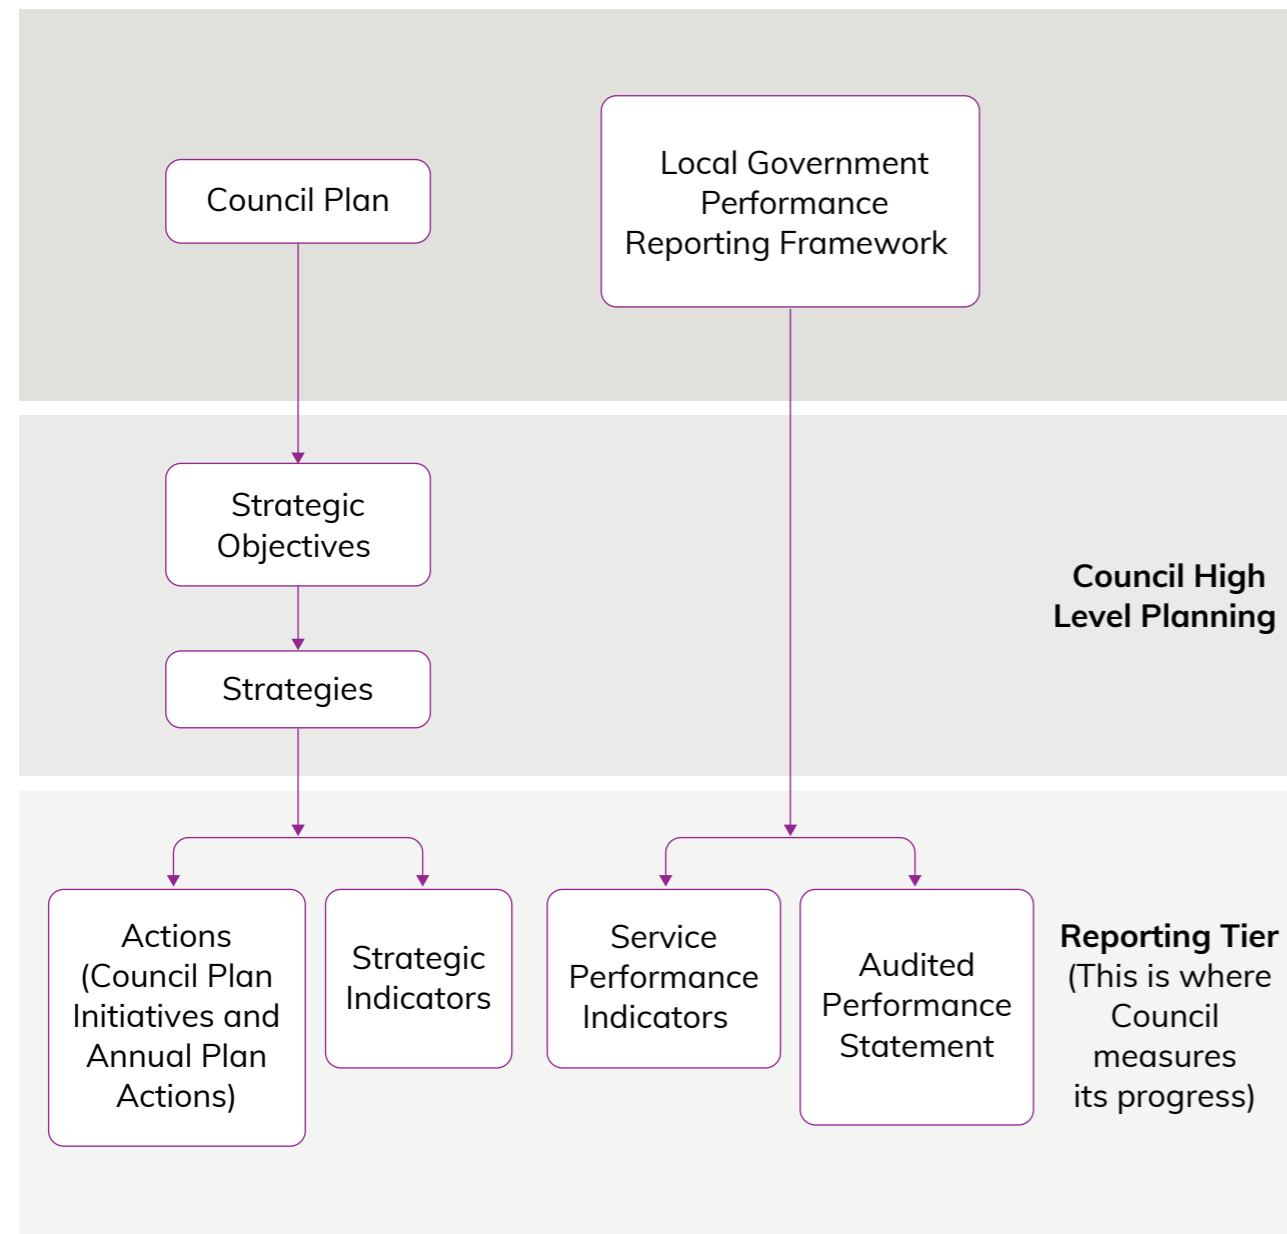 Council Plan
Local Government
Performance
Reporting Framework
Strategic
Objectives
Strategies
Council High
Level Planning
Actions
(Council Plan
Initiatives and
Annual Plan
Actions)
Strategic
Indicators
Service
Performance
Indicators
Audited
Performance
Statement
Reporting Tier
(This is where
Council
measures
its progress)